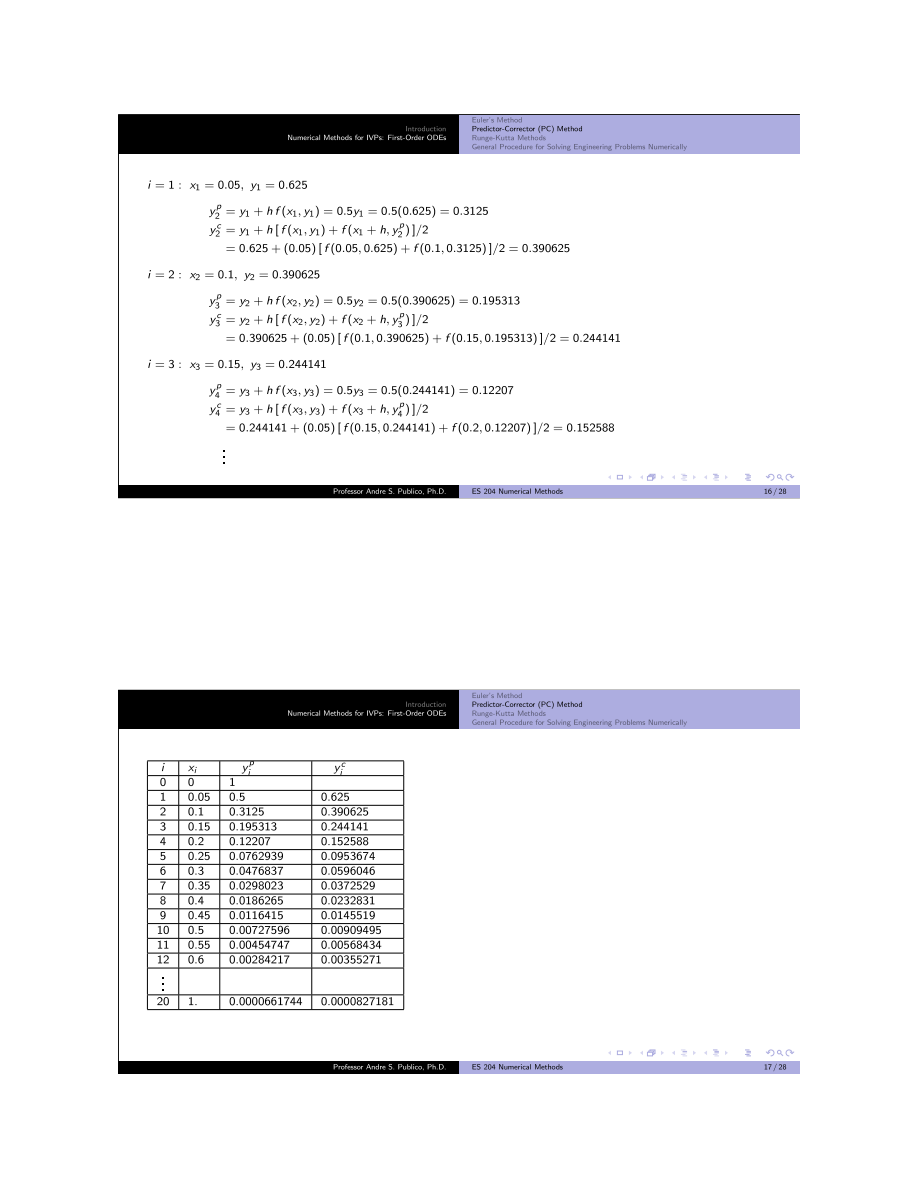 Introduction
Numerical Methods for IVPs: First-Order ODEs
Euler's Method
Predictor-Corrector (PC) Method
Runge-Kutta Methods
General Procedure for Solving Engineering Problems Numerically
i = 1 : x₁ = 0.05, y₁ = 0.625
y₂ᵖ = y₁ + h f(x₁, y₁) = 0.5y₁ = 0.5(0.625) = 0.3125
y₂ᶜ = y₁ + h [ f(x₁, y₁) + f(x₁ + h, y₂ᵖ) ]/2
= 0.625 + (0.05) [ f(0.05, 0.625) + f(0.1, 0.3125) ]/2 = 0.390625
i = 2 : x₂ = 0.1, y₂ = 0.390625
y₃ᵖ = y₂ + h f(x₂, y₂) = 0.5y₂ = 0.5(0.390625) = 0.195313
y₃ᶜ = y₂ + h [ f(x₂, y₂) + f(x₂ + h, y₃ᵖ) ]/2
= 0.390625 + (0.05) [ f(0.1, 0.390625) + f(0.15, 0.195313) ]/2 = 0.244141
i = 3 : x₃ = 0.15, y₃ = 0.244141
y₄ᵖ = y₃ + h f(x₃, y₃) = 0.5y₃ = 0.5(0.244141) = 0.12207
y₄ᶜ = y₃ + h [ f(x₃, y₃) + f(x₃ + h, y₄ᵖ) ]/2
= 0.244141 + (0.05) [ f(0.15, 0.244141) + f(0.2, 0.12207) ]/2 = 0.152588
⋮
Professor Andre S. Publico, Ph.D. ES 204 Numerical Methods 16 / 28
Introduction
Numerical Methods for IVPs: First-Order ODEs
Euler's Method
Predictor-Corrector (PC) Method
Runge-Kutta Methods
General Procedure for Solving Engineering Problems Numerically
i xᵢ yᵢᵖ yᵢᶜ
0 0 1
1 0.05 0.5 0.625
2 0.1 0.3125 0.390625
3 0.15 0.195313 0.244141
4 0.2 0.12207 0.152588
5 0.25 0.0762939 0.0953674
6 0.3 0.0476837 0.0596046
7 0.35 0.0298023 0.0372529
8 0.4 0.0186265 0.0232831
9 0.45 0.0116415 0.0145519
10 0.5 0.00727596 0.00909495
11 0.55 0.00454747 0.00568434
12 0.6 0.00284217 0.00355271
⋮
20 1. 0.0000661744 0.0000827181
Professor Andre S. Publico, Ph.D. ES 204 Numerical Methods 17 / 28